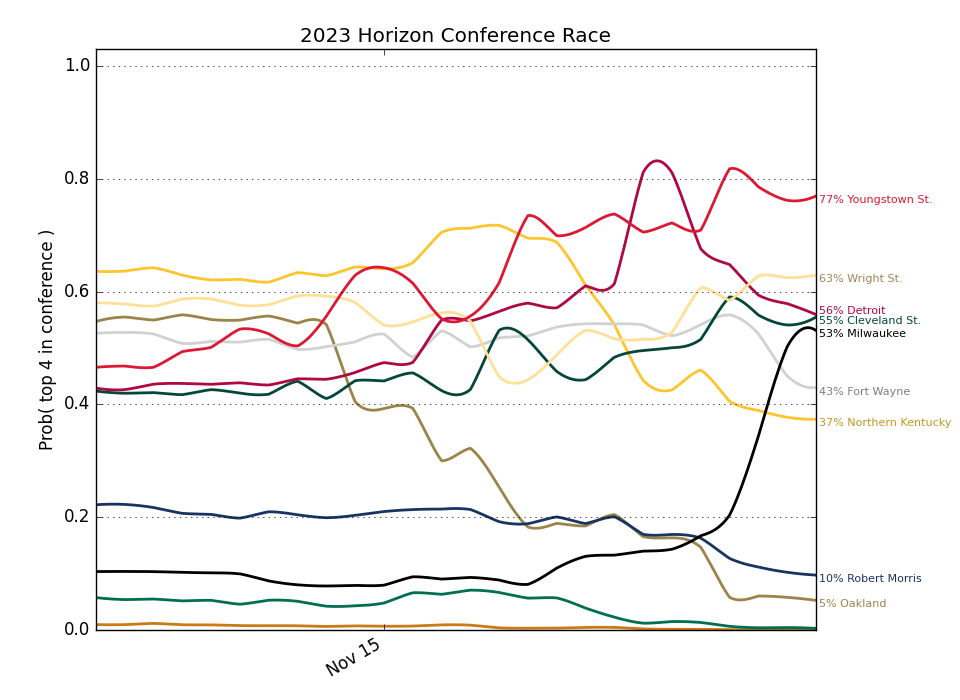 2023 Horizon Conference Race
1.0
0.8
0.6
0.4
0.2
0.0
Prob( top 4 in conference )
Nov 15
77% Youngstown St.
63% Wright St.
56% Detroit
55% Cleveland St.
53% Milwaukee
43% Fort Wayne
37% Northern Kentucky
10% Robert Morris
5% Oakland